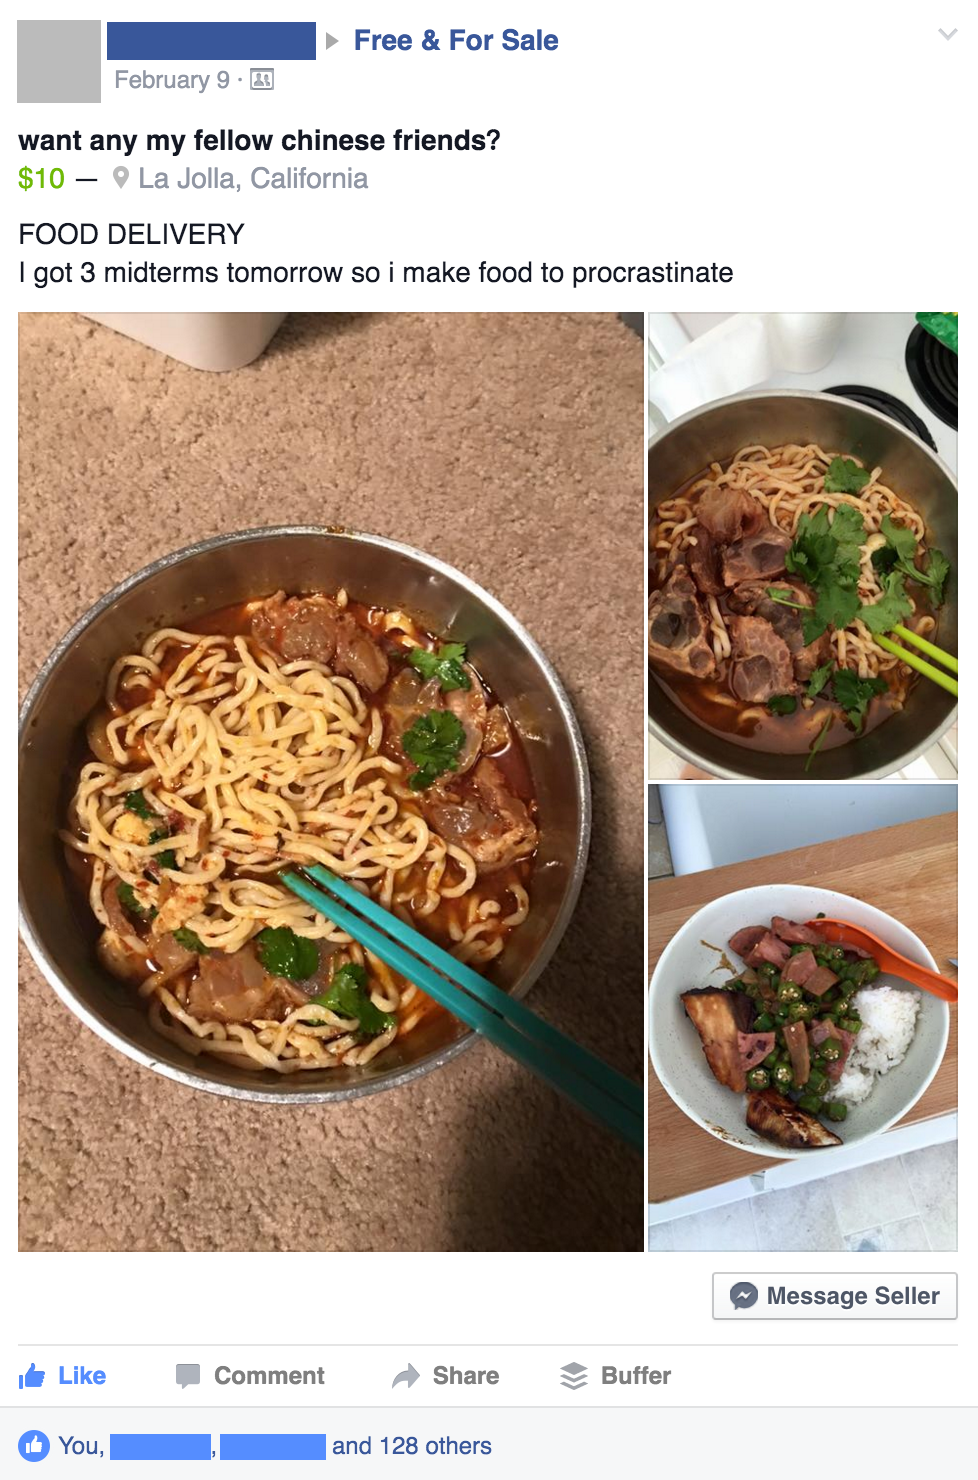 Free & For Sale
February 9 ·
want any my fellow chinese friends?
$10 — La Jolla, California
FOOD DELIVERY
I got 3 midterms tomorrow so i make food to procrastinate
Message Seller
Like Comment Share Buffer
You, , and 128 others